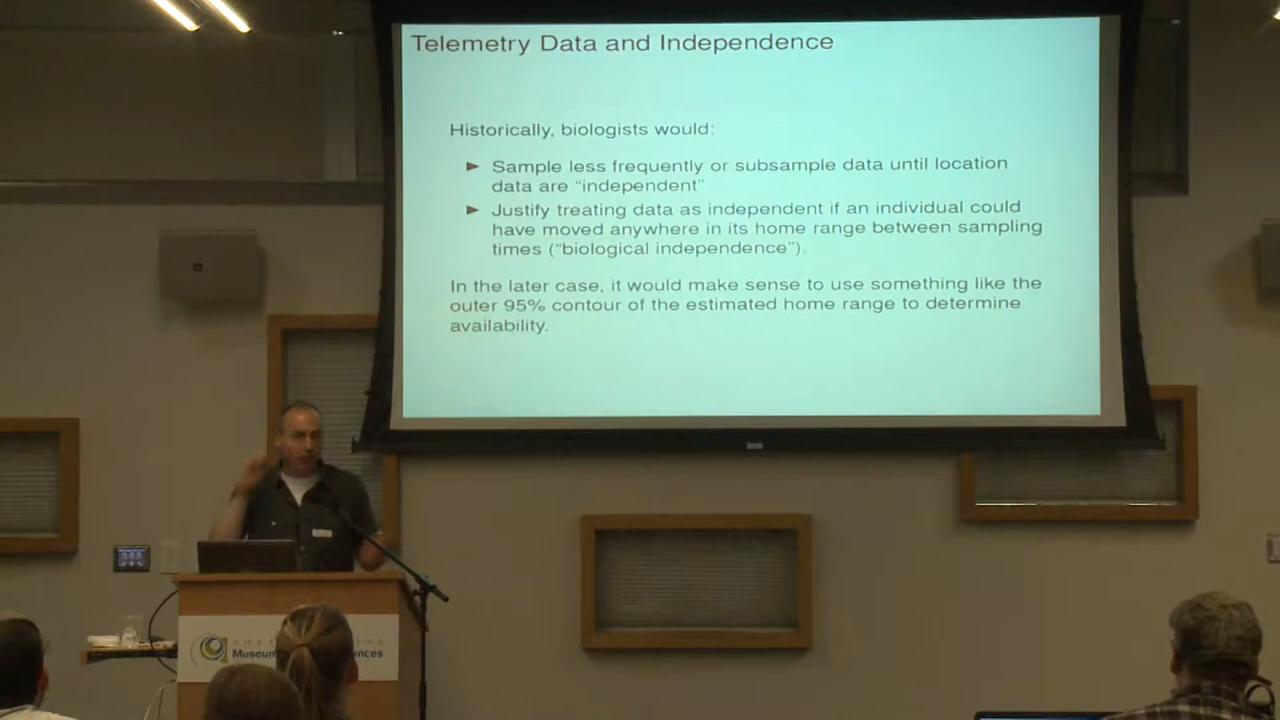 Telemetry Data and Independence
Historically, biologists would:
► Sample less frequently or subsample data until location
data are “independent”
► Justify treating data as independent if an individual could
have moved anywhere in its home range between sampling
times (“biological independence”).
In the later case, it would make sense to use something like the
outer 95% contour of the estimated home range to determine
availability.